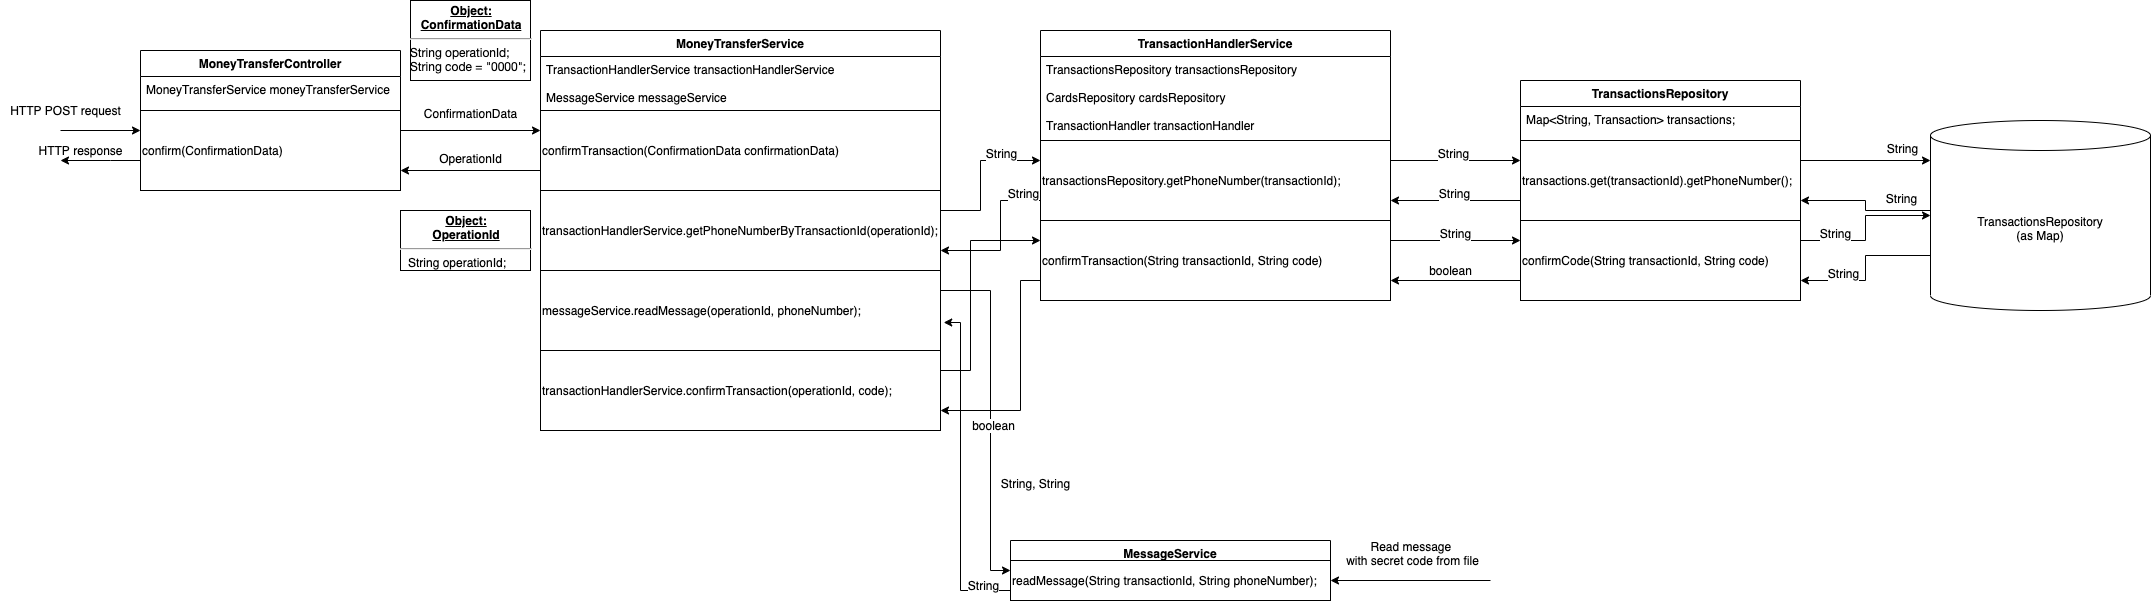 HTTP POST request
HTTP response
MoneyTransferController
MoneyTransferService moneyTransferService
confirm(ConfirmationData)
Object:
ConfirmationData
String operationId;
String code = "0000";
ConfirmationData
OperationId
Object:
OperationId
String operationId;
MoneyTransferService
TransactionHandlerService transactionHandlerService
MessageService messageService
confirmTransaction(ConfirmationData confirmationData)
transactionHandlerService.getPhoneNumberByTransactionId(operationId);
messageService.readMessage(operationId, phoneNumber);
transactionHandlerService.confirmTransaction(operationId, code);
String
String
boolean
String, String
String
TransactionHandlerService
TransactionsRepository transactionsRepository
CardsRepository cardsRepository
TransactionHandler transactionHandler
transactionsRepository.getPhoneNumber(transactionId);
confirmTransaction(String transactionId, String code)
String
String
String
boolean
TransactionsRepository
Map<String, Transaction> transactions;
transactions.get(transactionId).getPhoneNumber();
confirmCode(String transactionId, String code)
String
String
String
String
TransactionsRepository
(as Map)
MessageService
readMessage(String transactionId, String phoneNumber);
Read message
with secret code from file